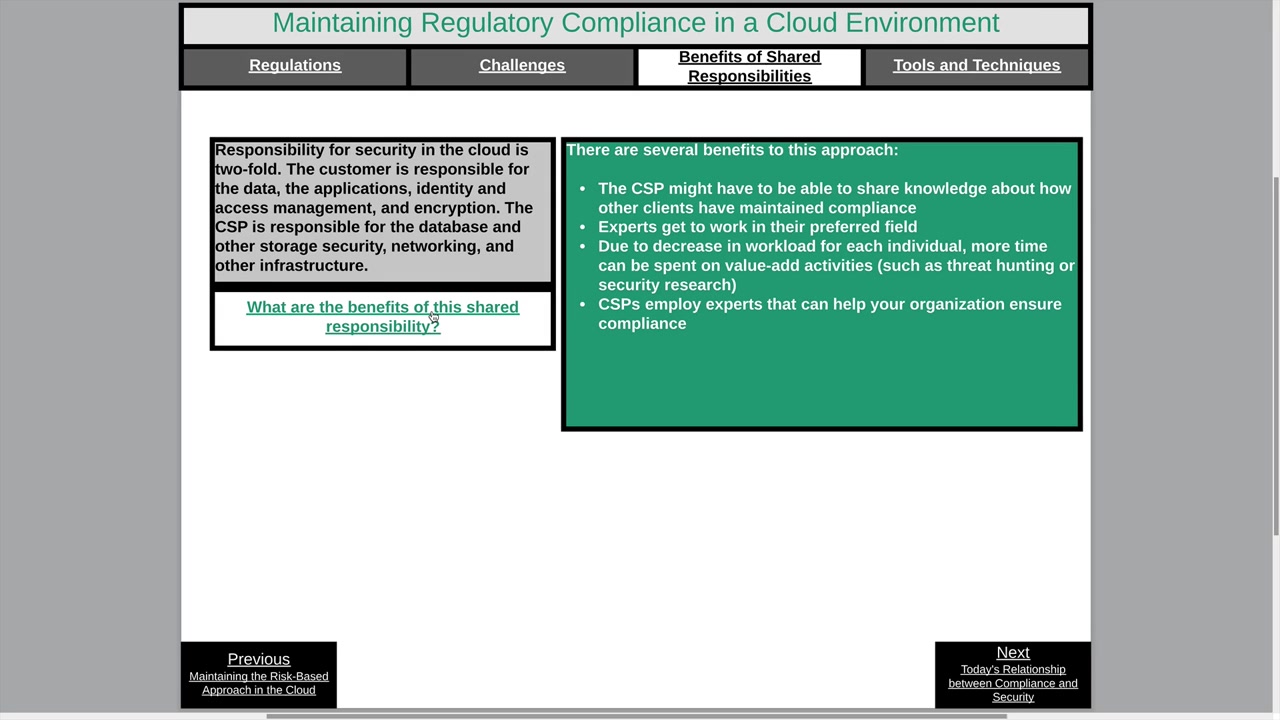 Maintaining Regulatory Compliance in a Cloud Environment
Regulations
Challenges
Benefits of Shared
Responsibilities
Tools and Techniques
Responsibility for security in the cloud is
two-fold. The customer is responsible for
the data, the applications, identity and
access management, and encryption. The
CSP is responsible for the database and
other storage security, networking, and
other infrastructure.
What are the benefits of this shared
responsibility?
There are several benefits to this approach:
• The CSP might have to be able to share knowledge about how
other clients have maintained compliance
• Experts get to work in their preferred field
• Due to decrease in workload for each individual, more time
can be spent on value-add activities (such as threat hunting or
security research)
• CSPs employ experts that can help your organization ensure
compliance
Previous
Maintaining the Risk-Based
Approach in the Cloud
Next
Today's Relationship
between Compliance and
Security